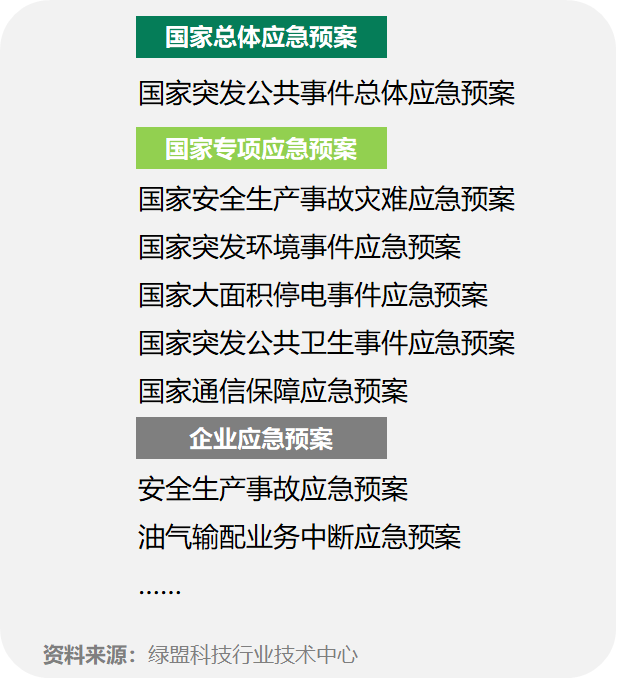 国家总体应急预案
国家突发公共事件总体应急预案
国家专项应急预案
国家安全生产事故灾难应急预案
国家突发环境事件应急预案
国家大面积停电事件应急预案
国家突发公共卫生事件应急预案
国家通信保障应急预案
企业应急预案
安全生产事故应急预案
油气输配业务中断应急预案
……
资料来源：绿盟科技行业技术中心